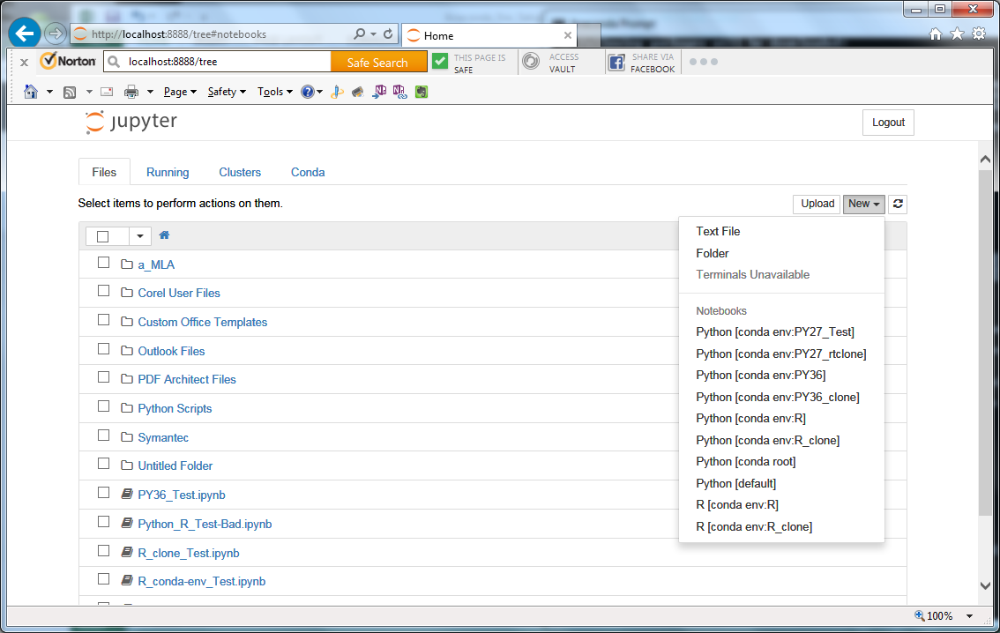 http://localhost:8888/tree#notebooks
Home
Norton
localhost:8888/tree
Safe Search
THIS PAGE IS
SAFE
ACCESS
VAULT
SHARE VIA
FACEBOOK
Page
Safety
Tools
jupyter
Logout
Files
Running
Clusters
Conda
Select items to perform actions on them.
Upload
New
a_MLA
Corel User Files
Custom Office Templates
Outlook Files
PDF Architect Files
Python Scripts
Symantec
Untitled Folder
PY36_Test.ipynb
Python_R_Test-Bad.ipynb
R_clone_Test.ipynb
R_conda-env_Test.ipynb
Text File
Folder
Terminals Unavailable
Notebooks
Python [conda env:PY27_Test]
Python [conda env:PY27_rtclone]
Python [conda env:PY36]
Python [conda env:PY36_clone]
Python [conda env:R]
Python [conda env:R_clone]
Python [conda root]
Python [default]
R [conda env:R]
R [conda env:R_clone]
100%